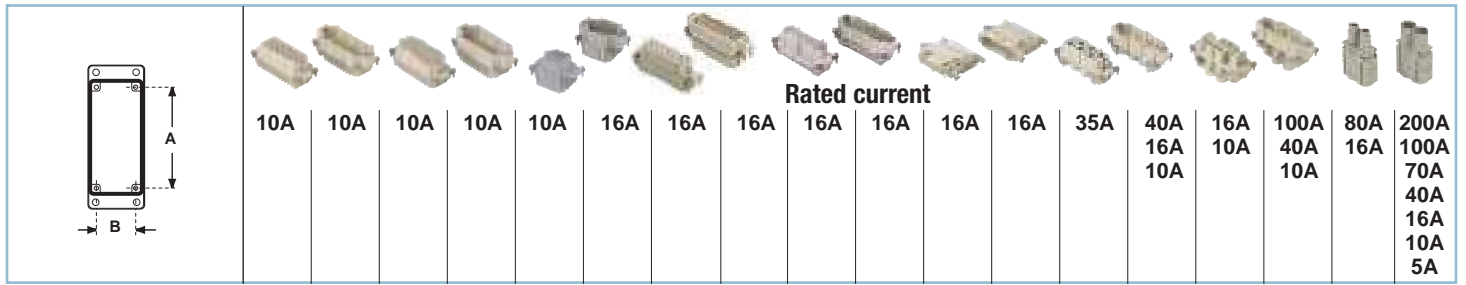 Rated current
A
B
10A 10A 10A 10A 10A 16A 16A 16A 16A 16A 16A 16A 35A 40A 16A 100A 80A 200A
16A 10A 40A 16A 100A
10A 10A 70A
40A
16A
10A
5A